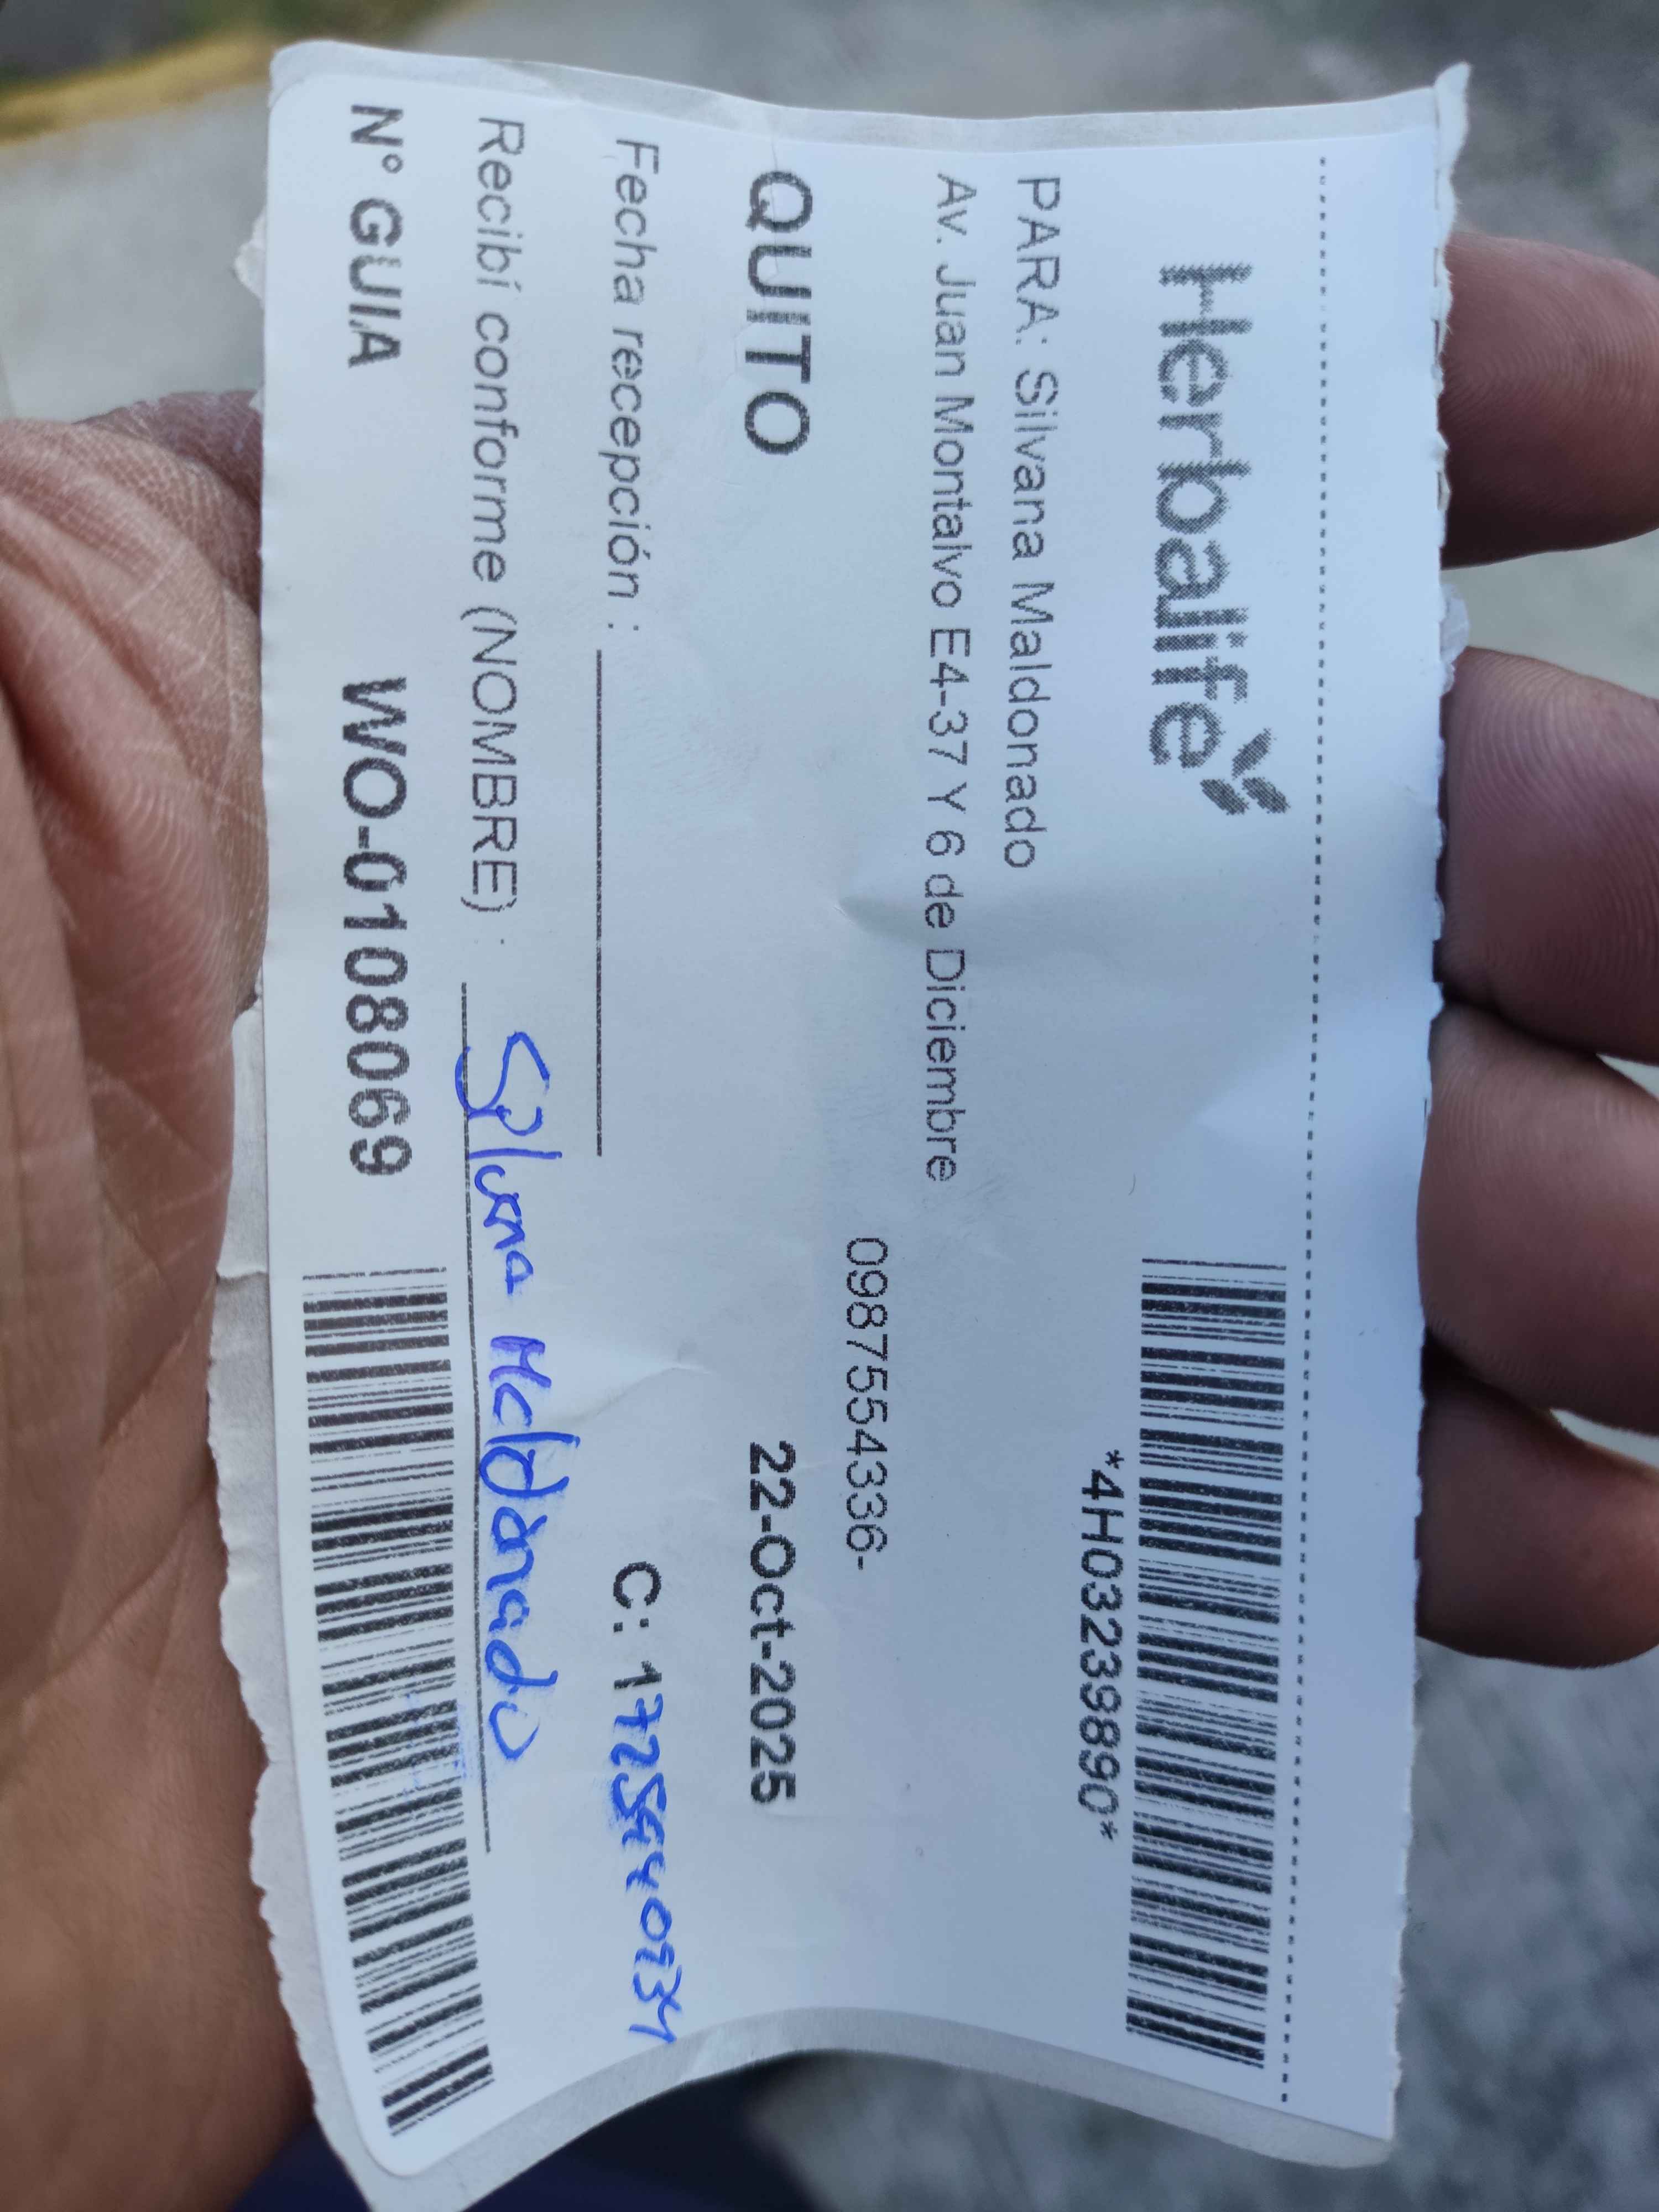 Herbalife
*4H03239890*
PARA: Silvana Maldonado
Av. Juan Montalvo E4-37 Y 6 de Diciembre
0987554336-
QUITO 22-Oct-2025
Fecha recepción : C:
Recibí conforme (NOMBRE) : Silvana Maldonado
N° GUIA WO-0108069